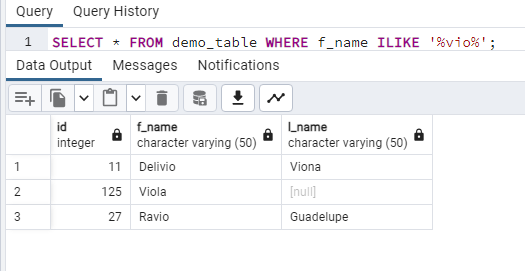 Query Query History
1 SELECT * FROM demo_table WHERE f_name ILIKE '%vio%';
Data Output Messages Notifications
id f_name l_name
integer character varying (50) character varying (50)
1 11 Delivio Viona
2 125 Viola [null]
3 27 Ravio Guadelupe